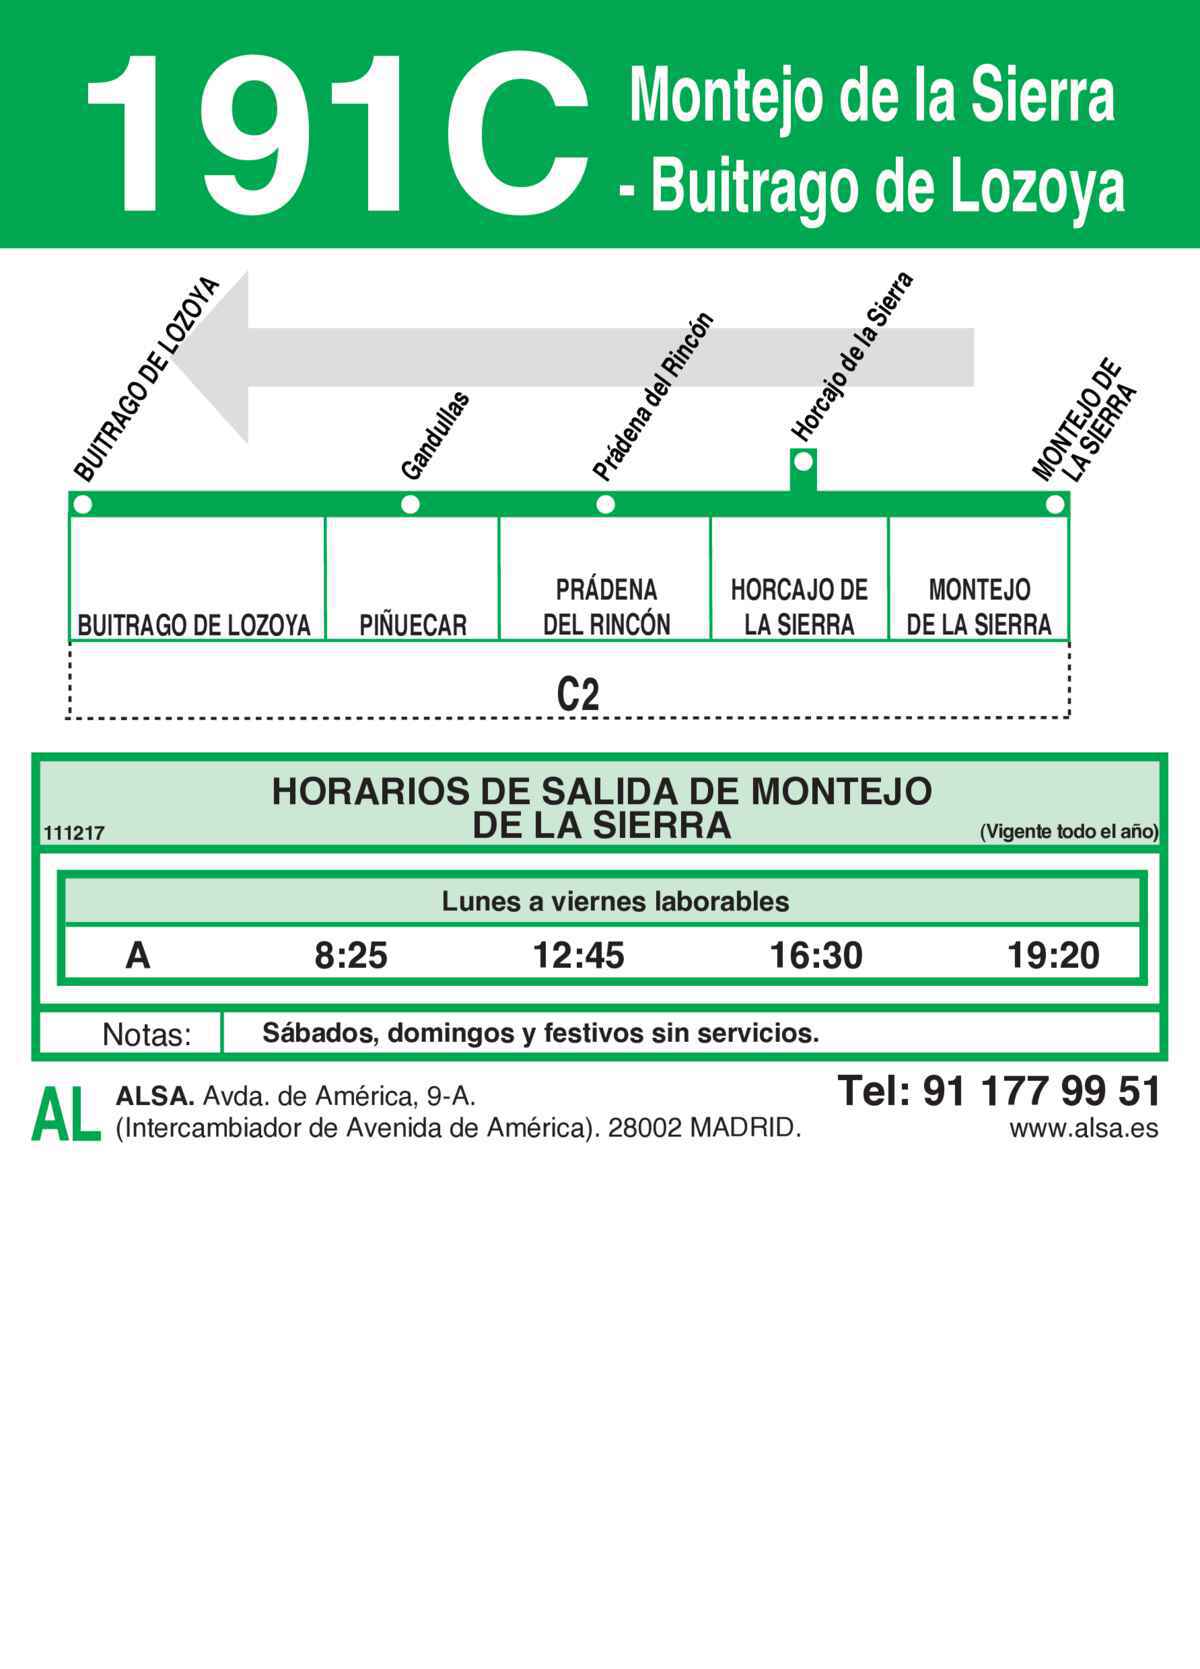 191C
Montejo de la Sierra
- Buitrago de Lozoya
BUITRAGO DE LOZOYA
Gandullas
Prádena del Rincón
Horcajo de la Sierra
MONTEJO DE
LA SIERRA
BUITRAGO DE LOZOYA
PIÑUECAR
PRÁDENA
DEL RINCÓN
HORCAJO DE
LA SIERRA
MONTEJO
DE LA SIERRA
C2
HORARIOS DE SALIDA DE MONTEJO
DE LA SIERRA
111217
(Vigente todo el año)
Lunes a viernes laborables
A 8:25 12:45 16:30 19:20
Notas: Sábados, domingos y festivos sin servicios.
AL
ALSA. Avda. de América, 9-A.
(Intercambiador de Avenida de América). 28002 MADRID.
Tel: 91 177 99 51
www.alsa.es